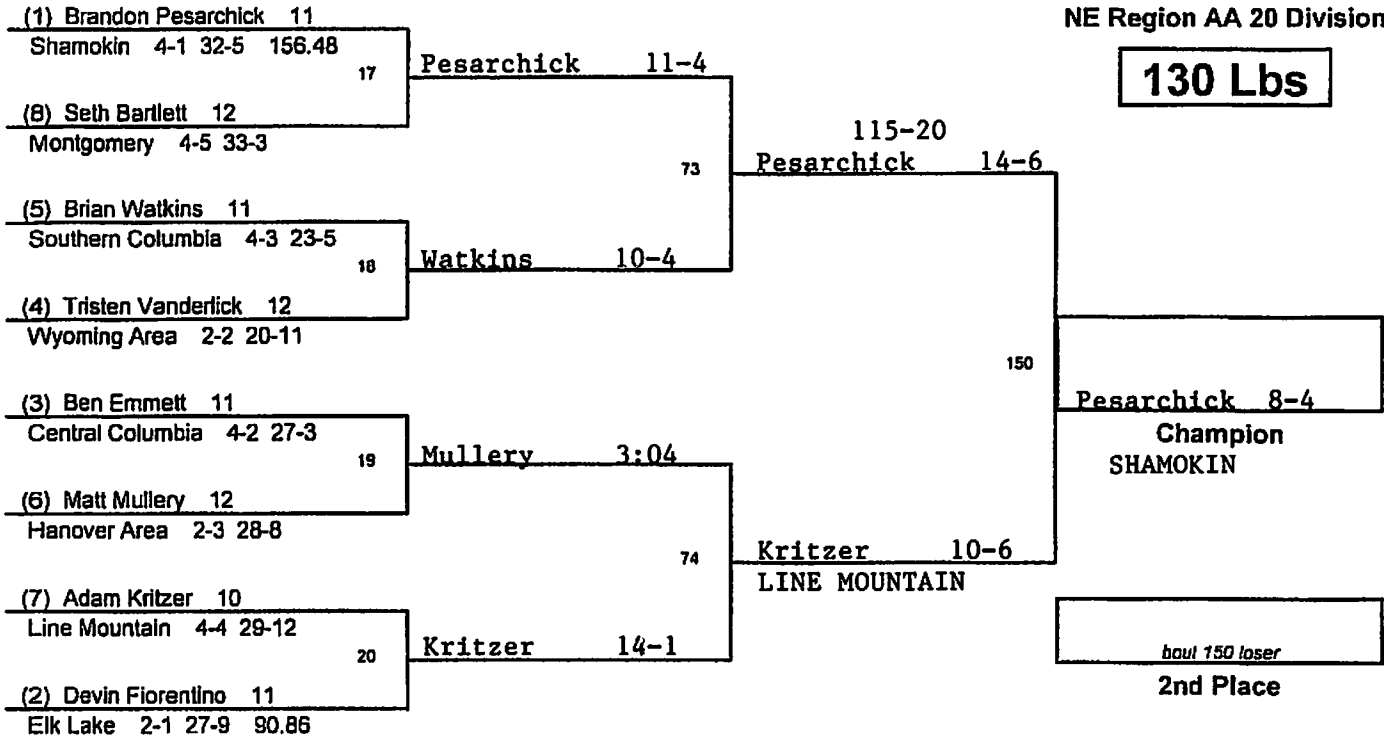 NE Region AA 20 Division
130 Lbs
(1) Brandon Pesarchick 11
Shamokin 4-1 32-5 156.48
17
Pesarchick 11-4
(8) Seth Bartlett 12
Montgomery 4-5 33-3
115-20
73
Pesarchick 14-6
(5) Brian Watkins 11
Southern Columbia 4-3 23-5
18
Watkins 10-4
(4) Tristen Vanderlick 12
Wyoming Area 2-2 20-11
150
Pesarchick 8-4
Champion
SHAMOKIN
(3) Ben Emmett 11
Central Columbia 4-2 27-3
19
Mullery 3:04
(6) Matt Mullery 12
Hanover Area 2-3 28-8
74
Kritzer 10-6
LINE MOUNTAIN
(7) Adam Kritzer 10
Line Mountain 4-4 29-12
20
Kritzer 14-1
(2) Devin Fiorentino 11
Elk Lake 2-1 27-9 90.86
bout 150 loser
2nd Place